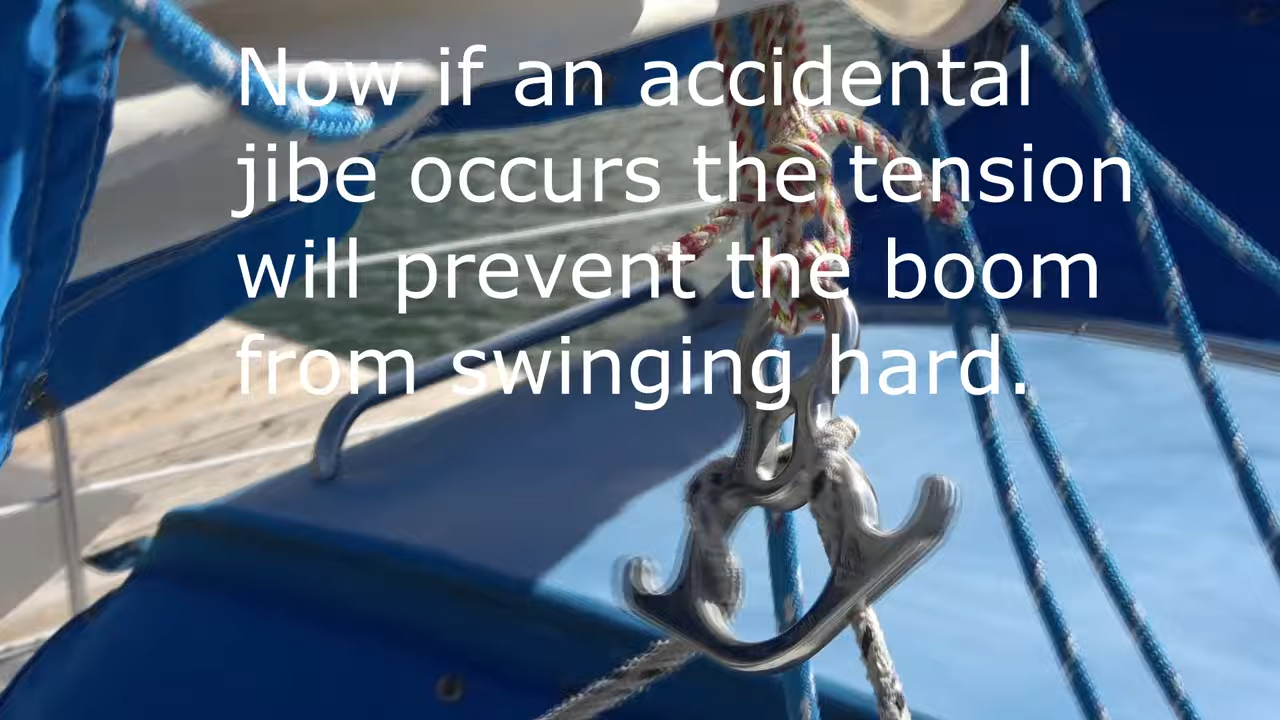 Now if an accidental
jibe occurs the tension
will prevent the boom
from swinging hard.